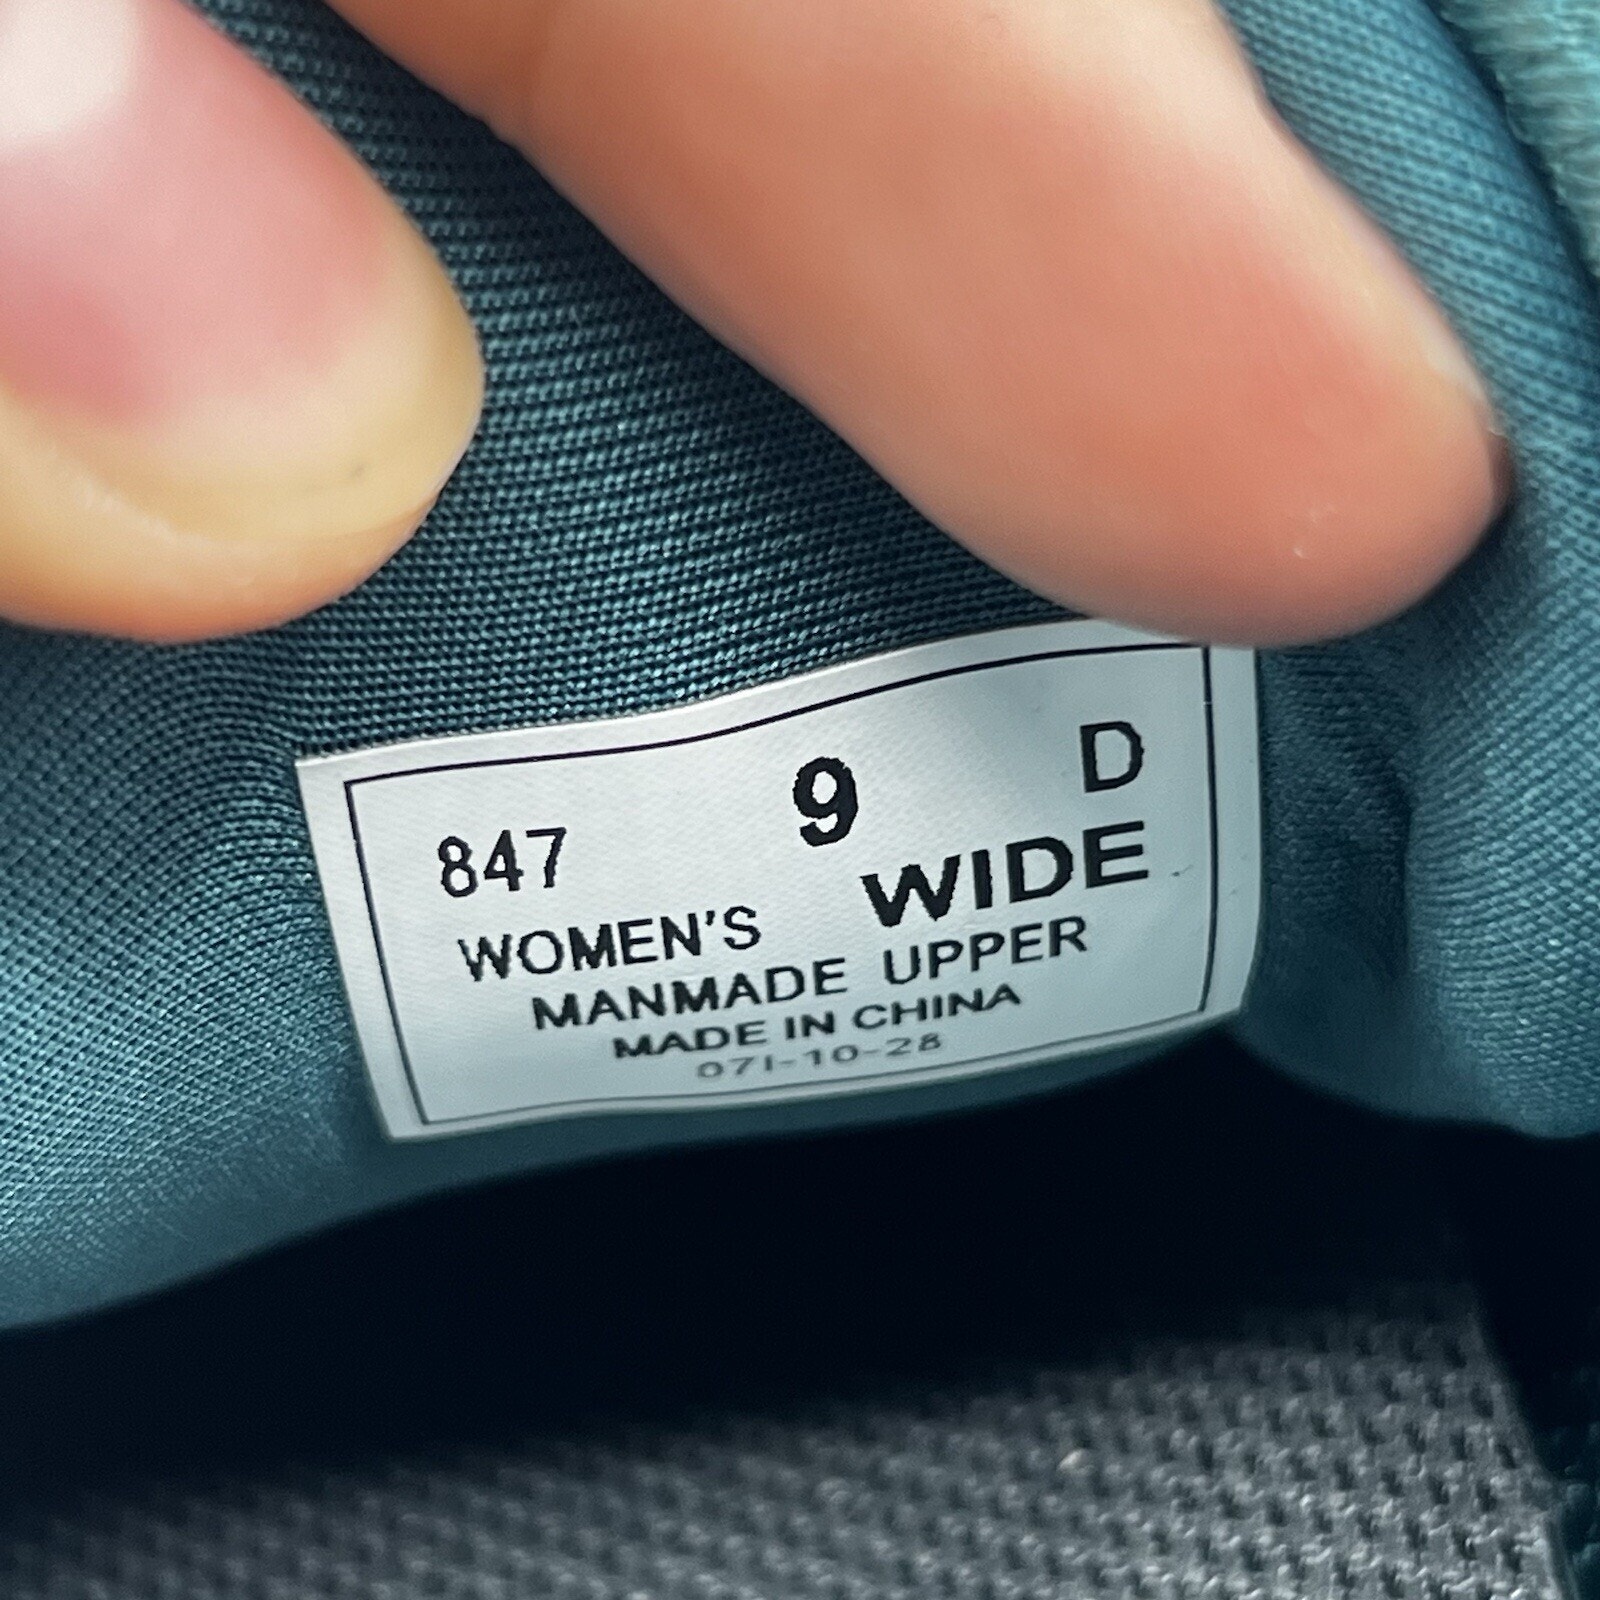 847 9 D
WOMEN'S WIDE
MANMADE UPPER
MADE IN CHINA
071-10-28